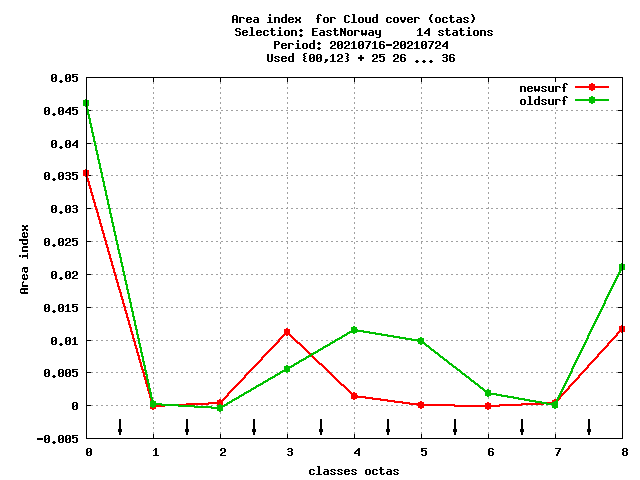 Area index  for Cloud cover (octas)
Selection: EastNorway     14 stations
Period: 20210716-20210724
Used {00,12} + 25 26 ... 36
newsurf
oldsurf
0.05
0.045
0.04
0.035
0.03
0.025
0.02
0.015
0.01
0.005
0
-0.005
Area index
0 1 2 3 4 5 6 7 8
classes octas